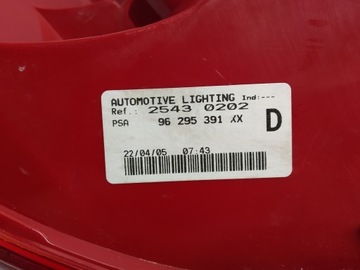 AUTOMOTIVE LIGHTING Ind:---
Ref.: 2543 0202
PSA 96 295 391 XX D
22/04/05 07:43